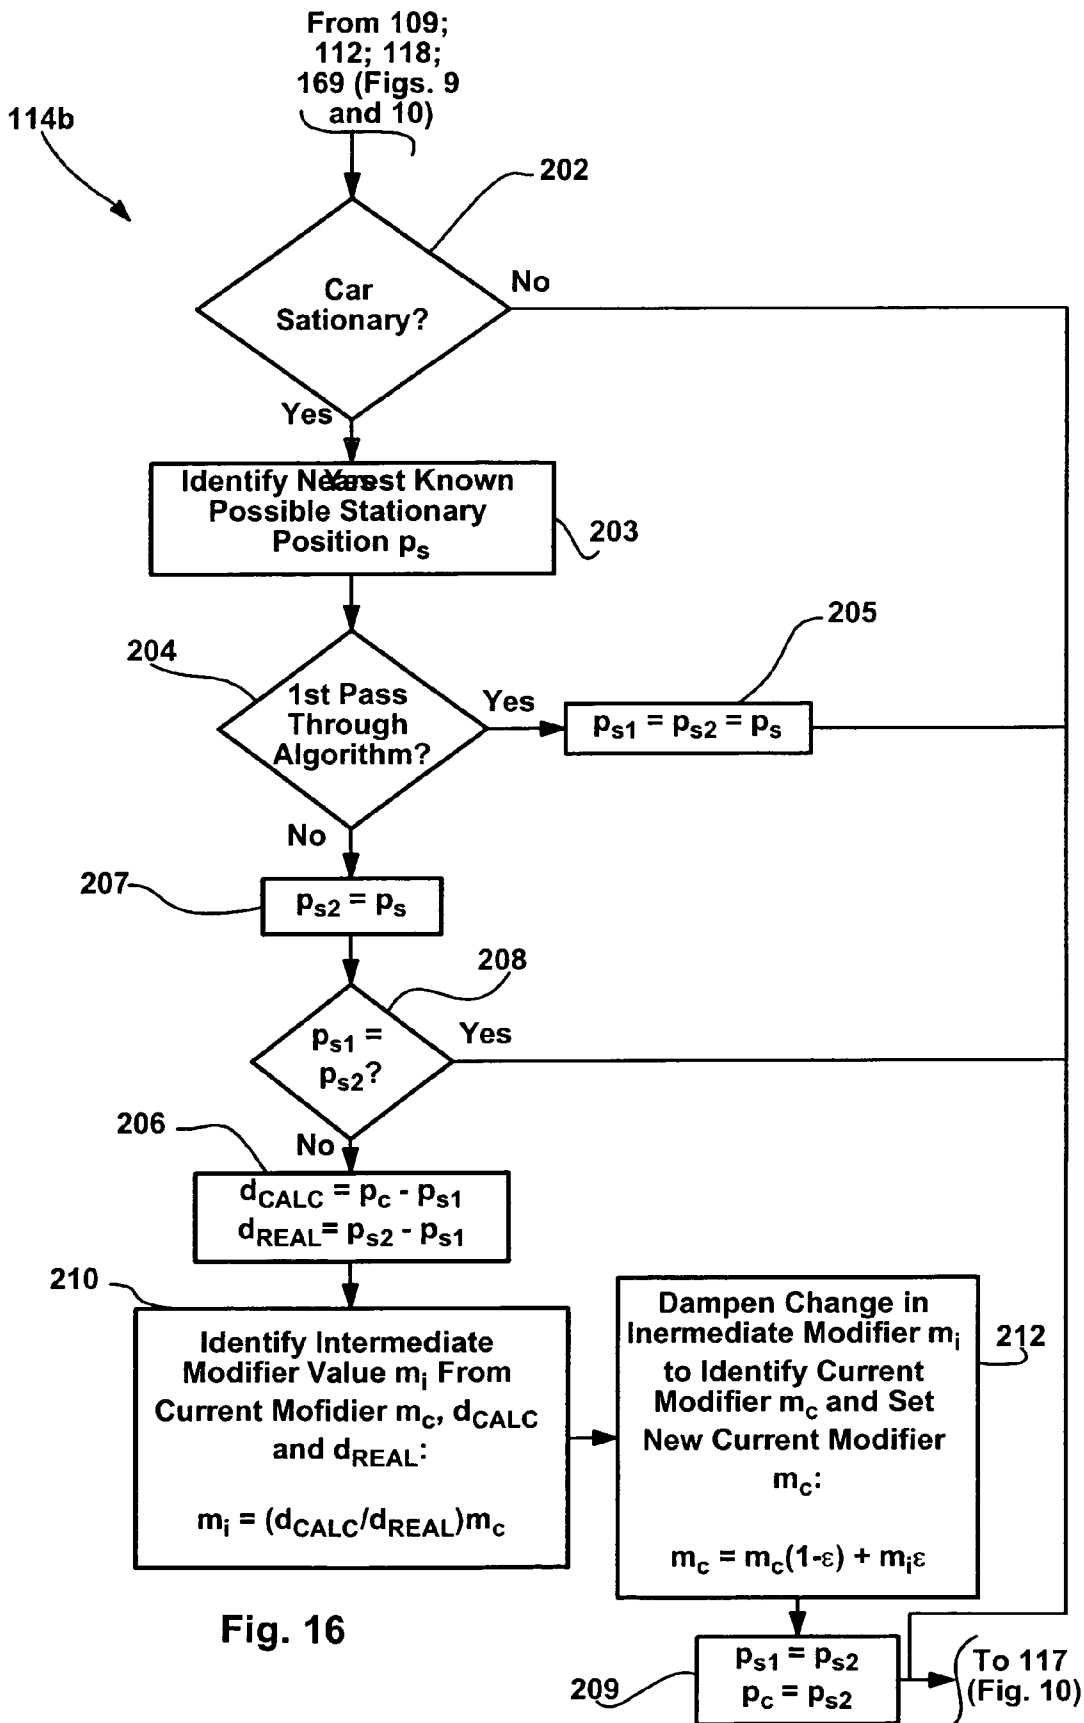 From 109;
112; 118;
169 (Figs. 9
and 10)
114b
202
Car
Sationary?
No
Yes
Identify Nearest Known
Yes
Possible Stationary
Position ps
203
204
1st Pass
Through
Algorithm?
Yes
205
ps1 = ps2 = ps
No
207
ps2 = ps
208
ps1 =
ps2?
Yes
206
No
dCALC = pc - ps1
dREAL= ps2 - ps1
210
Identify Intermediate
Modifier Value mi From
Current Mofidier mc, dCALC
and dREAL:
mi = (dCALC/dREAL)mc
Dampen Change in
Inermediate Modifier mi
to Identify Current
Modifier mc and Set
New Current Modifier
mc:
mc = mc(1-ε) + miε
212
Fig. 16
209
ps1 = ps2
pc = ps2
To 117
(Fig. 10)